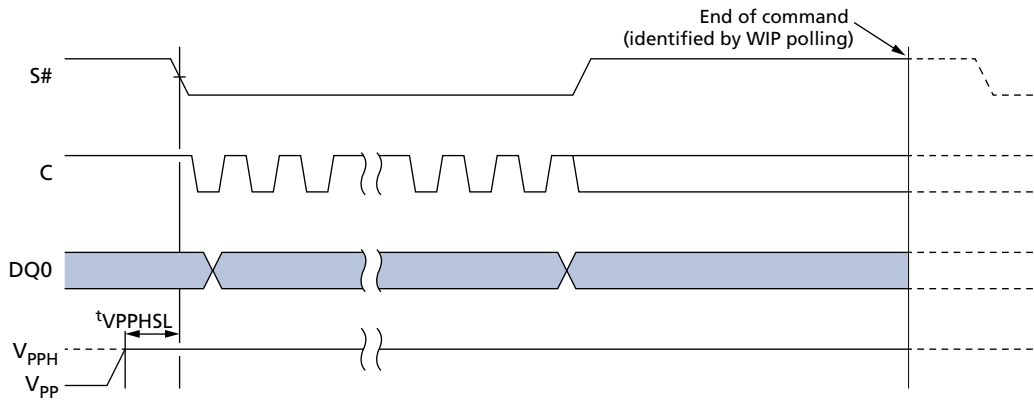 End of command
(identified by WIP polling)
S#
C
DQ0
tVPPHSL
VPPH
VPP